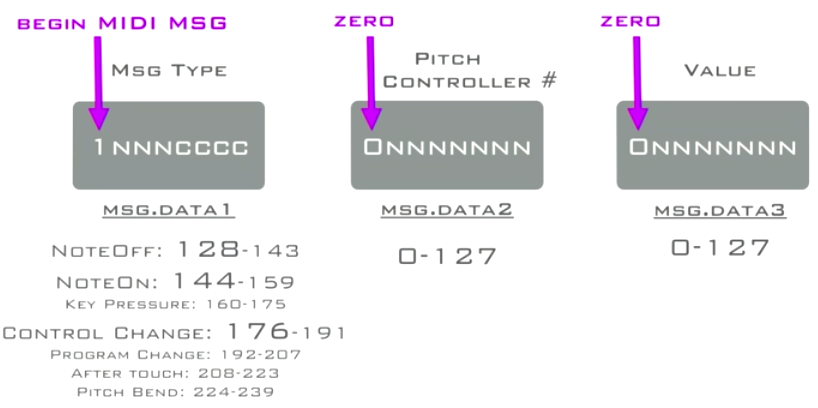 BEGIN MIDI MSG
ZERO
ZERO
MSG TYPE
PITCH
CONTROLLER #
VALUE
1NNNCCCC
0NNNNNNN
0NNNNNNN
MSG.DATA1
MSG.DATA2
MSG.DATA3
NOTEOFF: 128-143
0-127
0-127
NOTEON: 144-159
KEY PRESSURE: 160-175
CONTROL CHANGE: 176-191
PROGRAM CHANGE: 192-207
AFTER TOUCH: 208-223
PITCH BEND: 224-239